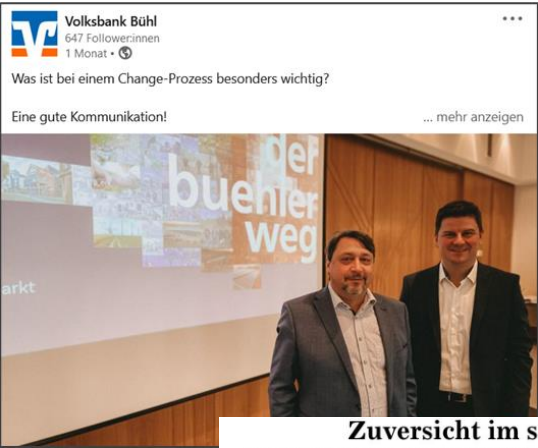 Volksbank Bühl
647 Follower:innen
1 Monat •
Was ist bei einem Change-Prozess besonders wichtig?
Eine gute Kommunikation!
... mehr anzeigen
der
buehler
weg
arkt
Zuversicht im s